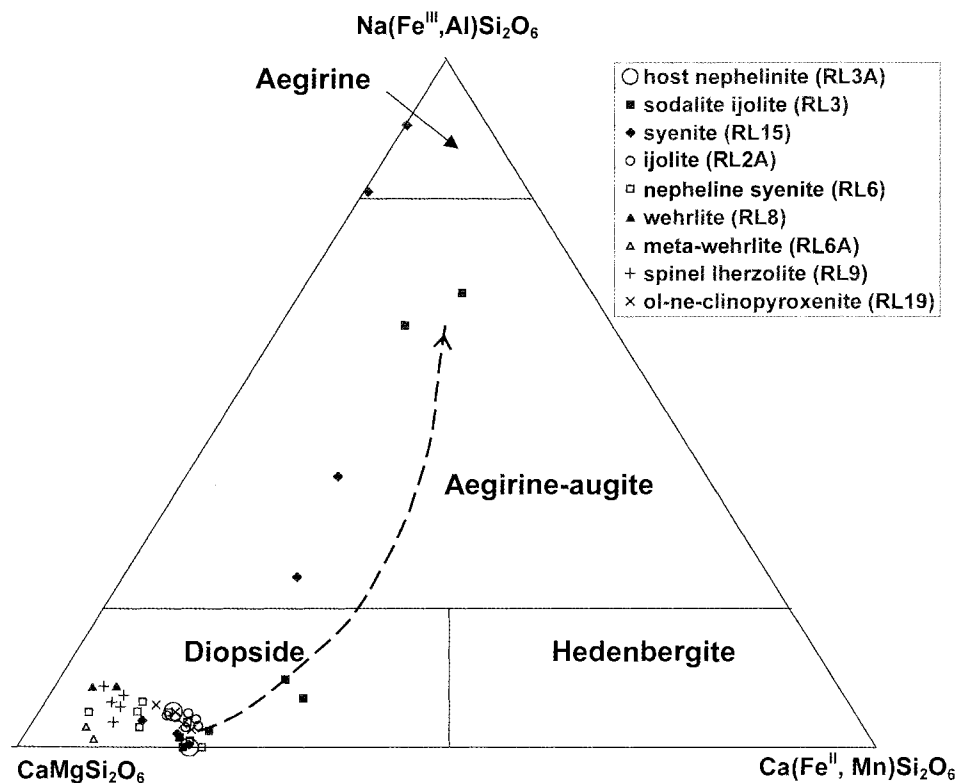 Na(Fe^III,Al)Si₂O₆
Aegirine
host nephelinite (RL3A)
sodalite ijolite (RL3)
syenite (RL15)
ijolite (RL2A)
nepheline syenite (RL6)
wehrlite (RL8)
meta-wehrlite (RL6A)
spinel lherzolite (RL9)
ol-ne-clinopyroxenite (RL19)
Aegirine-augite
Diopside
Hedenbergite
CaMgSi₂O₆
Ca(Fe^II, Mn)Si₂O₆